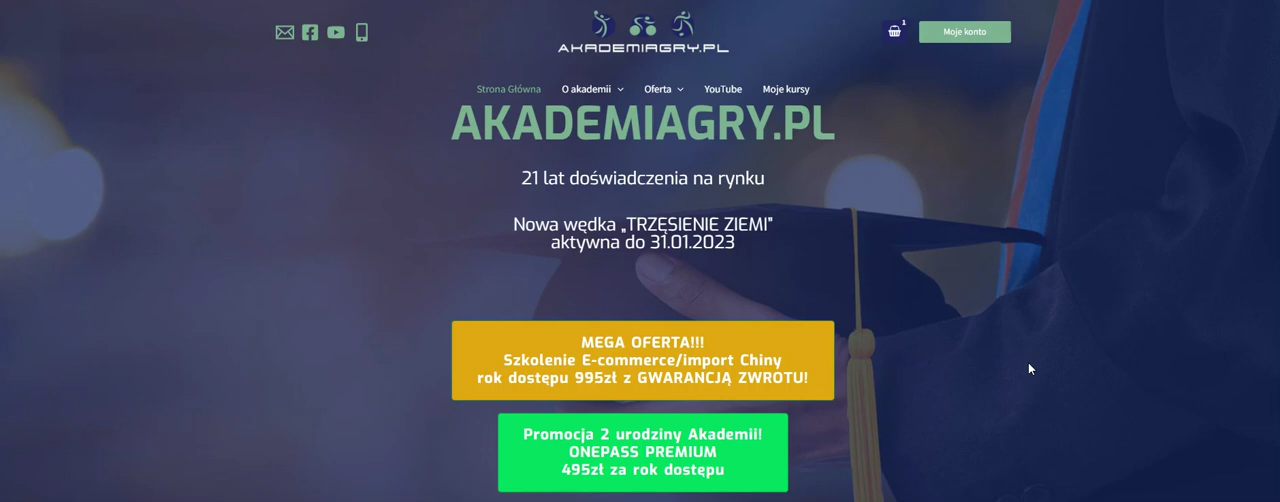 1
Moje konto
AKADEMIAGRY.PL
Strona Główna
O akademii
Oferta
YouTube
Moje kursy
AKADEMIAGRY.PL
21 lat doświadczenia na rynku
Nowa wędka „TRZĘSIENIE ZIEMI"
aktywna do 31.01.2023
MEGA OFERTA!!!
Szkolenie E-commerce/import Chiny
rok dostępu 995zł z GWARANCJĄ ZWROTU!
Promocja 2 urodziny Akademii!
ONEPASS PREMIUM
495zł za rok dostępu